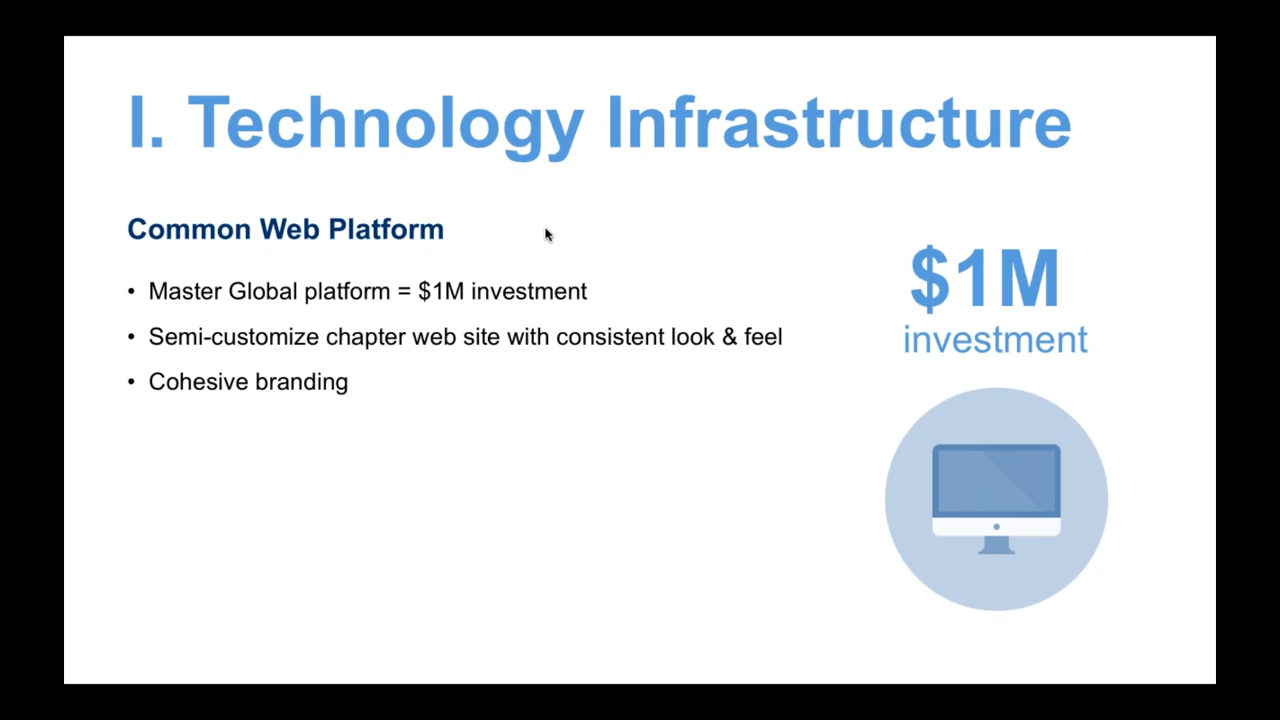 I. Technology Infrastructure
Common Web Platform
• Master Global platform = $1M investment
• Semi-customize chapter web site with consistent look & feel
• Cohesive branding
$1M
investment